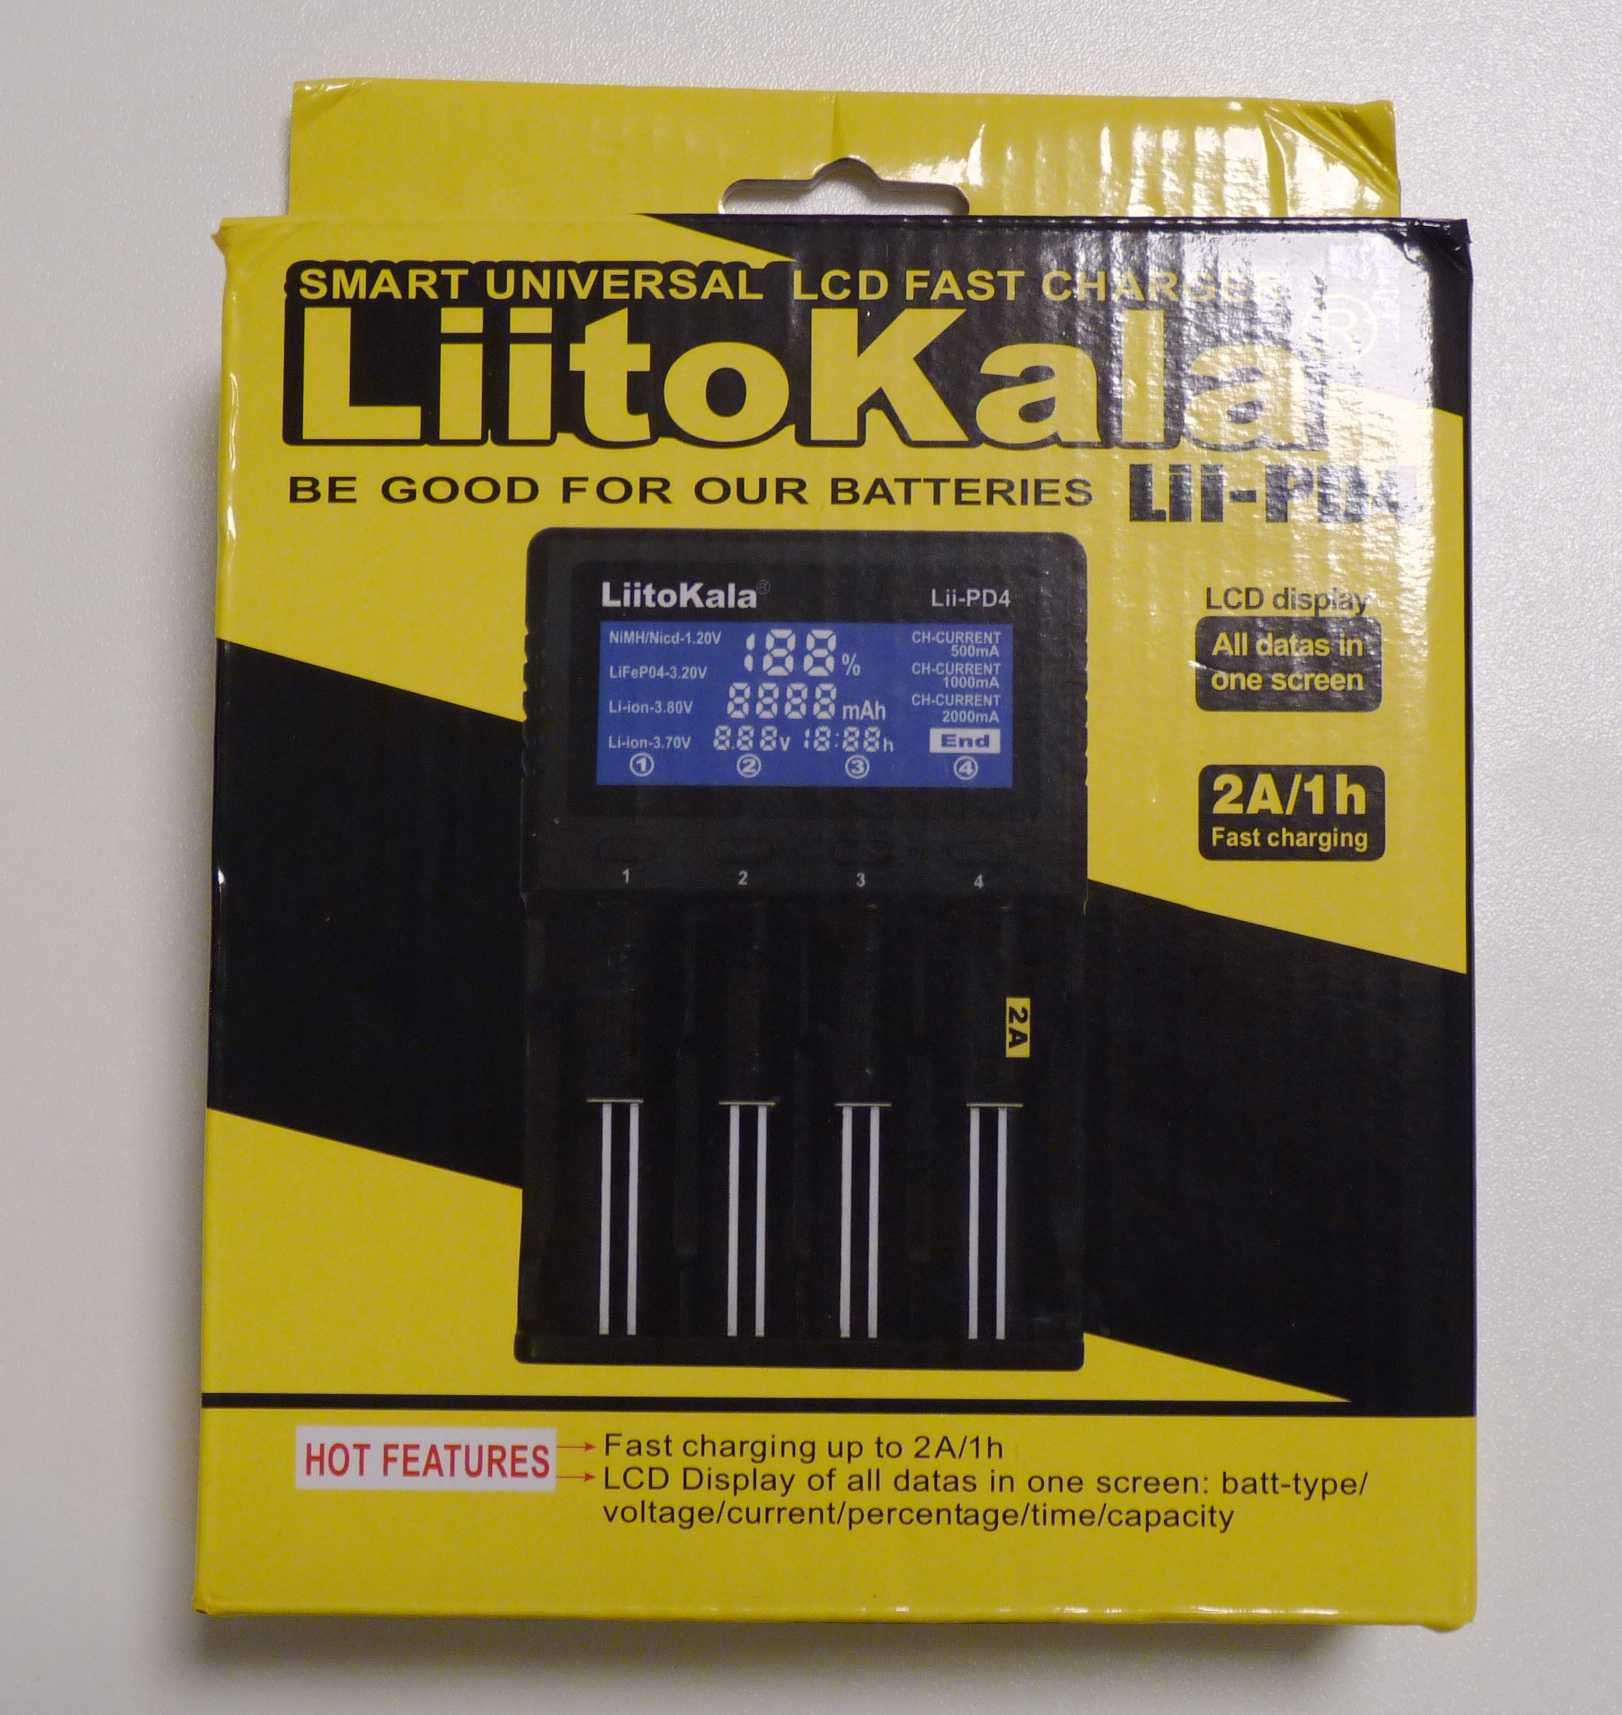 SMART UNIVERSAL LCD FAST CHARGER
LiitoKala®
BE GOOD FOR OUR BATTERIES Lii-PD4
LiitoKala® Lii-PD4
NiMH/Nicd-1.20V 188% CH-CURRENT 500mA
LiFeP04-3.20V CH-CURRENT 1000mA
Li-ion-3.80V 8888 mAh CH-CURRENT 2000mA
Li-ion-3.70V 8.88v 18:88h End
① ② ③ ④
LCD display
All datas in
one screen
2A/1h
Fast charging
1 2 3 4
2A
HOT FEATURES → Fast charging up to 2A/1h
→ LCD Display of all datas in one screen: batt-type/
voltage/current/percentage/time/capacity